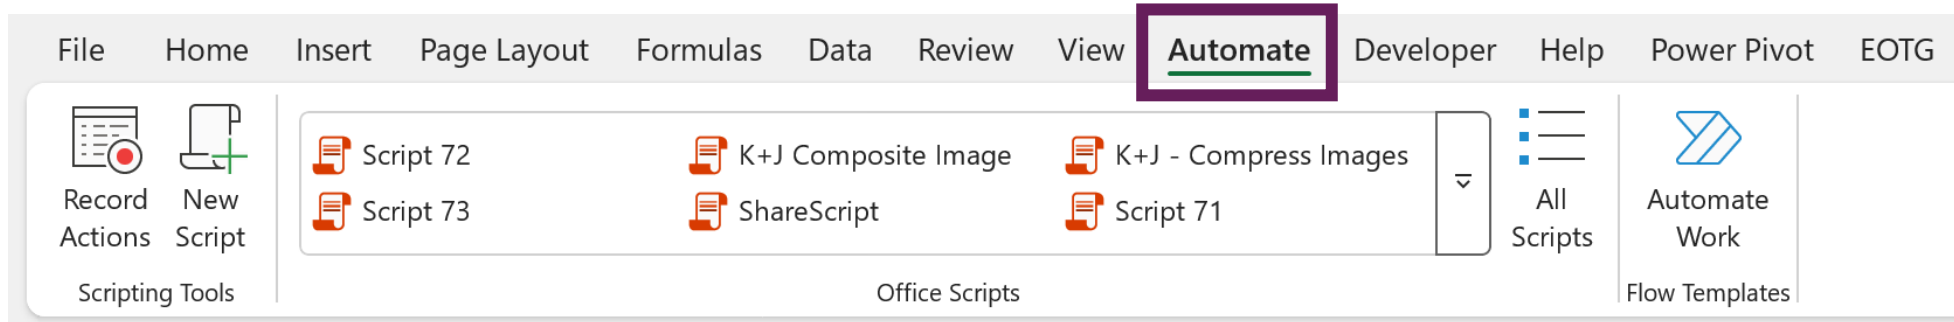 File Home Insert Page Layout Formulas Data Review View Automate Developer Help Power Pivot EOTG
Record Actions
New Script
Script 72
K+J Composite Image
K+J - Compress Images
Script 73
ShareScript
Script 71
All Scripts
Automate Work
Scripting Tools
Office Scripts
Flow Templates